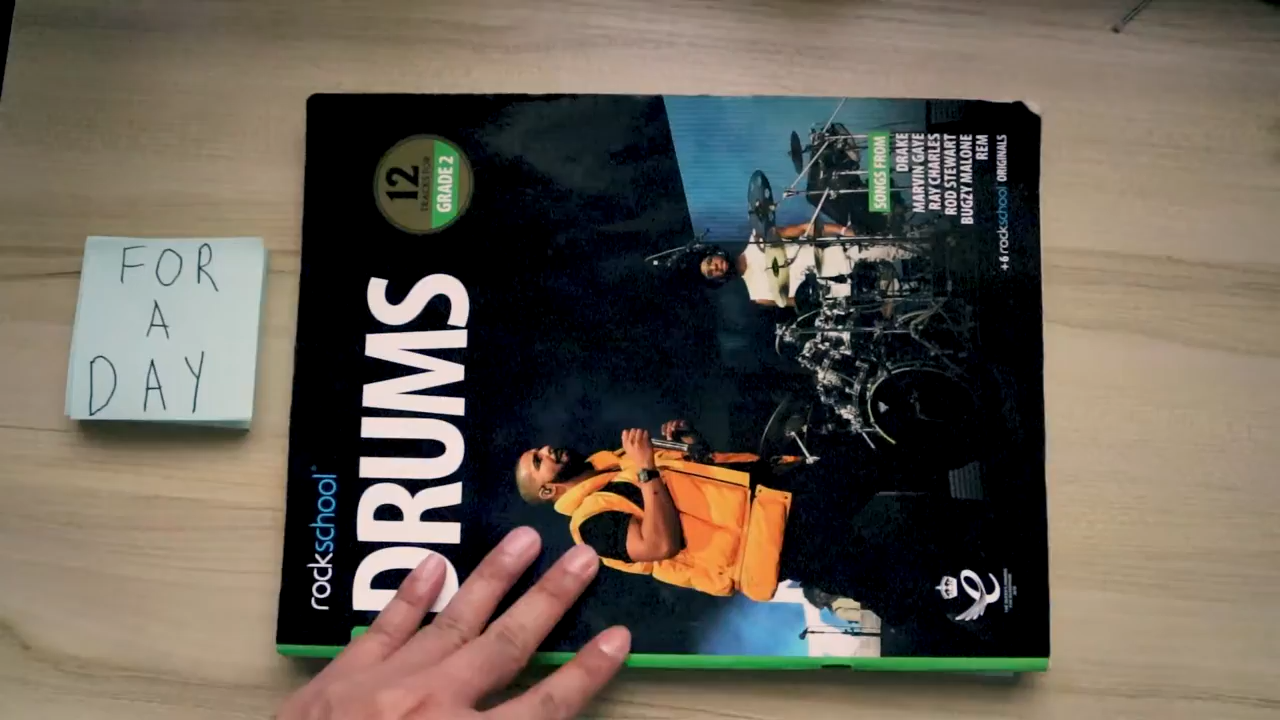 FOR
A
DAY
rockschool
DRUMS
12
TRACKS FOR
GRADE 2
SONGS FROM
DRAKE
MARVIN GAYE
RAY CHARLES
ROD STEWART
BUGZY MALONE
REM
+6 rockschool ORIGINALS